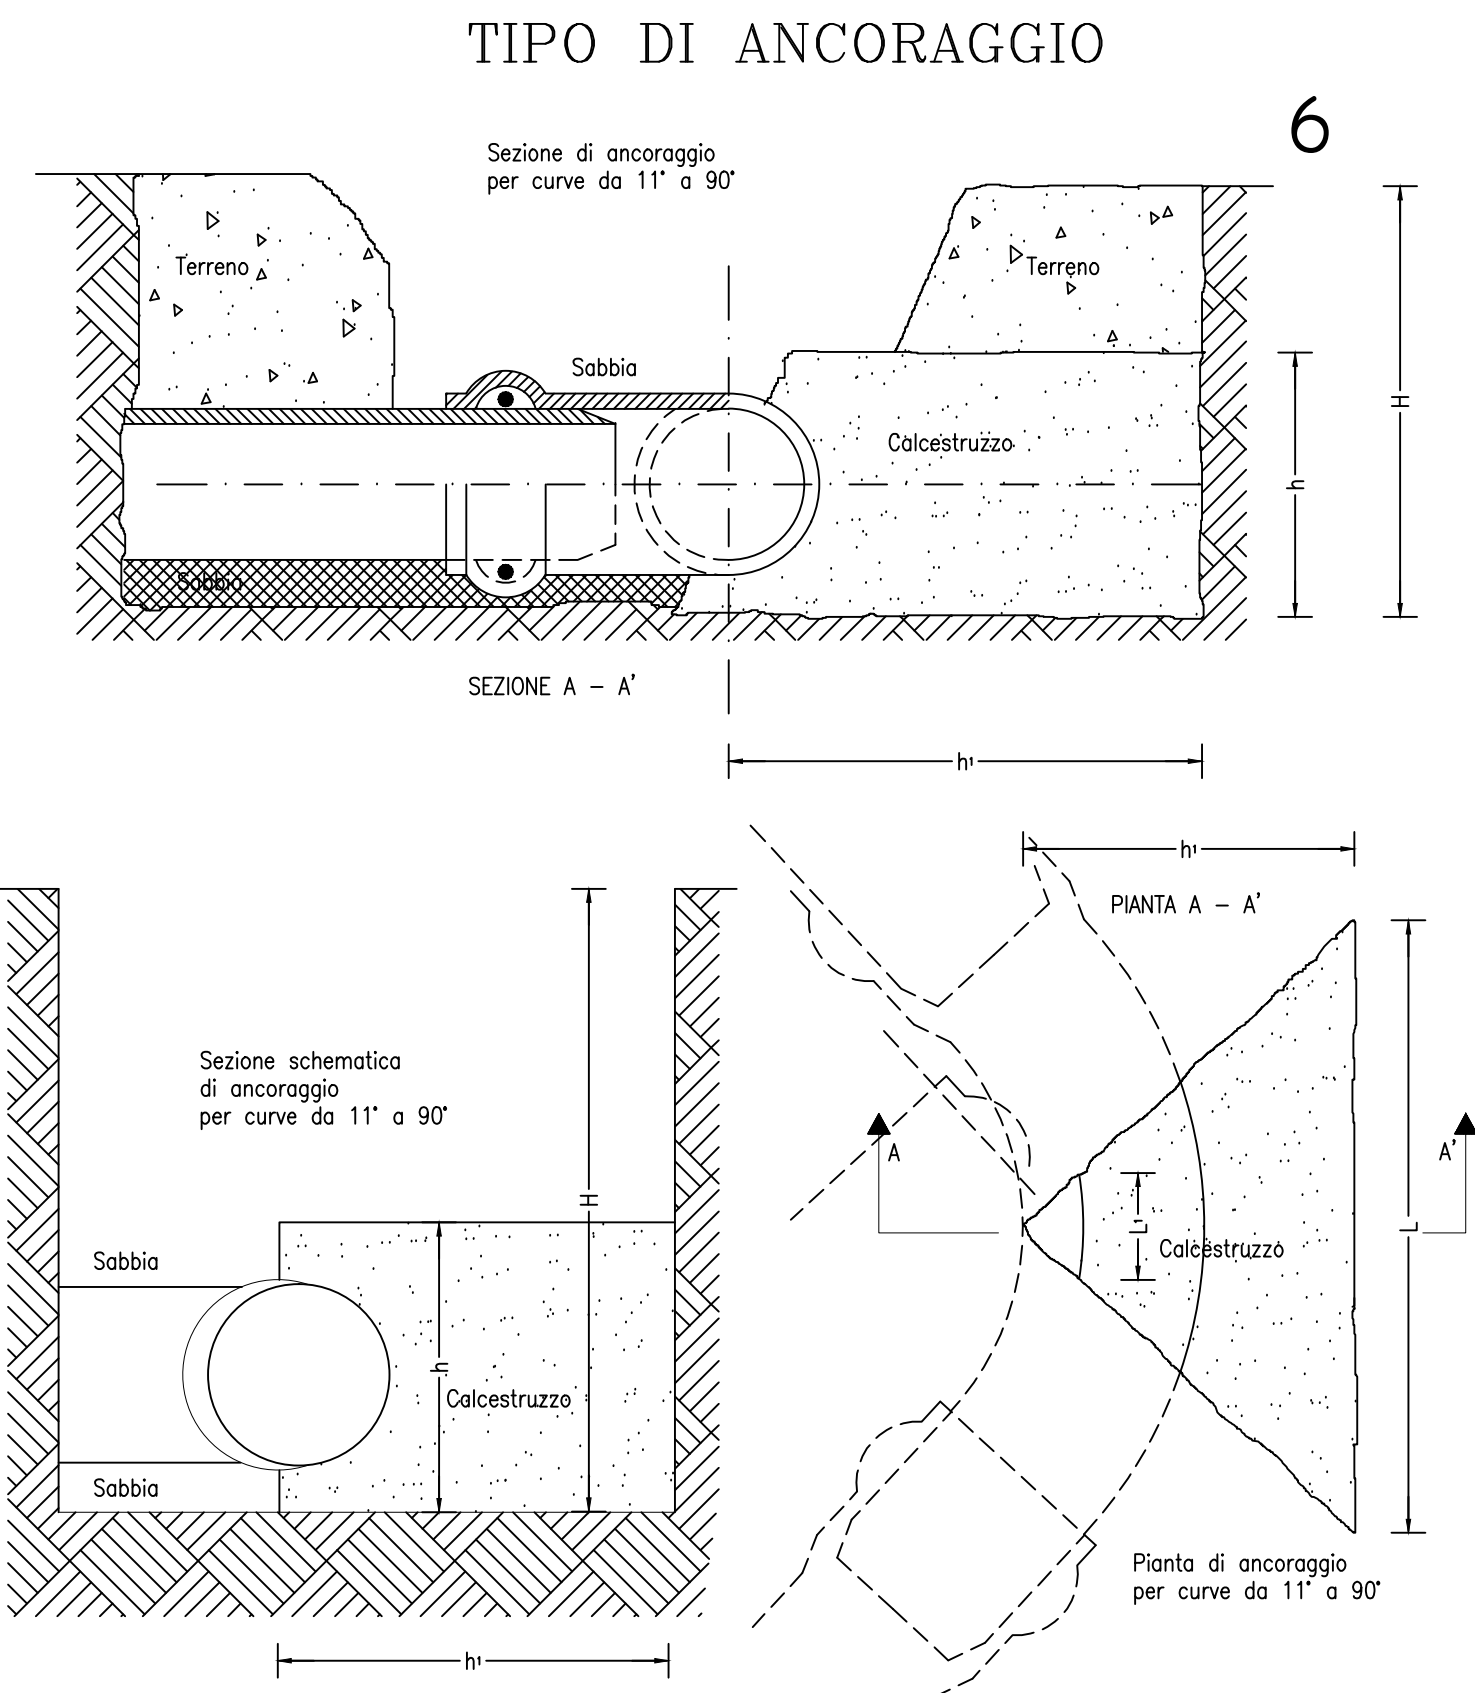 TIPO DI ANCORAGGIO
6
Sezione di ancoraggio
per curve da 11° a 90°
Terreno
Terreno
Sabbia
H
Calcestruzzo
h
Sabbia
SEZIONE A - A'
h1
h1
PIANTA A - A'
Sezione schematica
di ancoraggio
per curve da 11° a 90°
A
A'
H
L1
L
Calcestruzzo
Sabbia
h
Calcestruzzo
Sabbia
Pianta di ancoraggio
per curve da 11° a 90°
h1